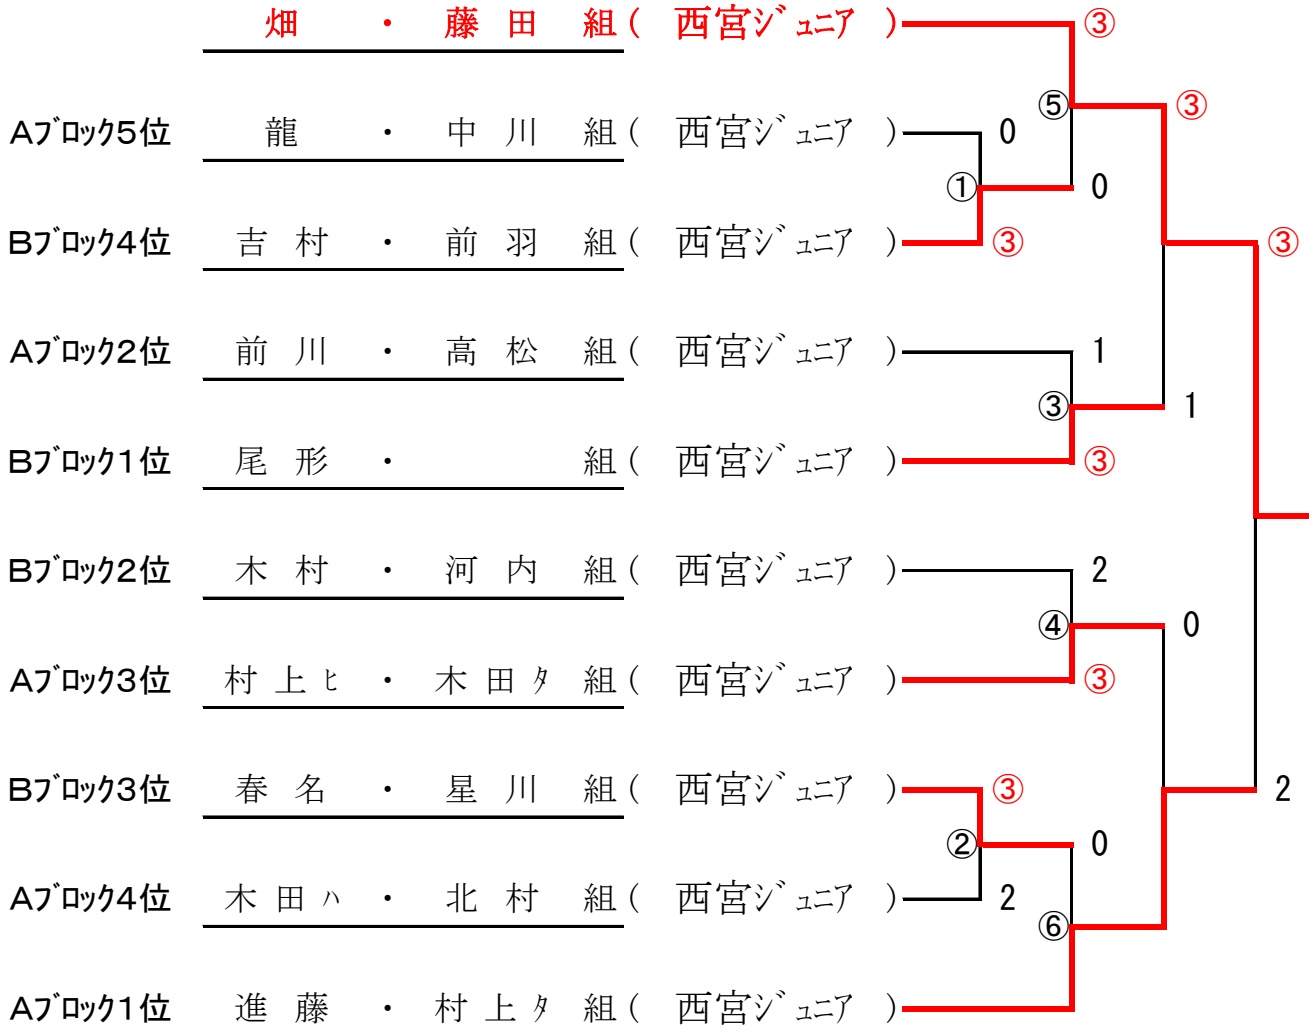 畑 ・ 藤田 組( 西宮ジュニア ) ③
⑤ ③
Aブロック5位 龍 ・ 中川 組( 西宮ジュニア ) 0
① 0
Bブロック4位 吉村 ・ 前羽 組( 西宮ジュニア ) ③ ③
Aブロック2位 前川 ・ 高松 組( 西宮ジュニア ) 1
③ 1
Bブロック1位 尾形 ・ 組( 西宮ジュニア ) ③
Bブロック2位 木村 ・ 河内 組( 西宮ジュニア ) 2
④ 0
Aブロック3位 村上ヒ ・ 木田タ 組( 西宮ジュニア ) ③
Bブロック3位 春名 ・ 星川 組( 西宮ジュニア ) ③ 2
② 0
Aブロック4位 木田ハ ・ 北村 組( 西宮ジュニア ) 2
⑥
Aブロック1位 進藤 ・ 村上タ 組( 西宮ジュニア )